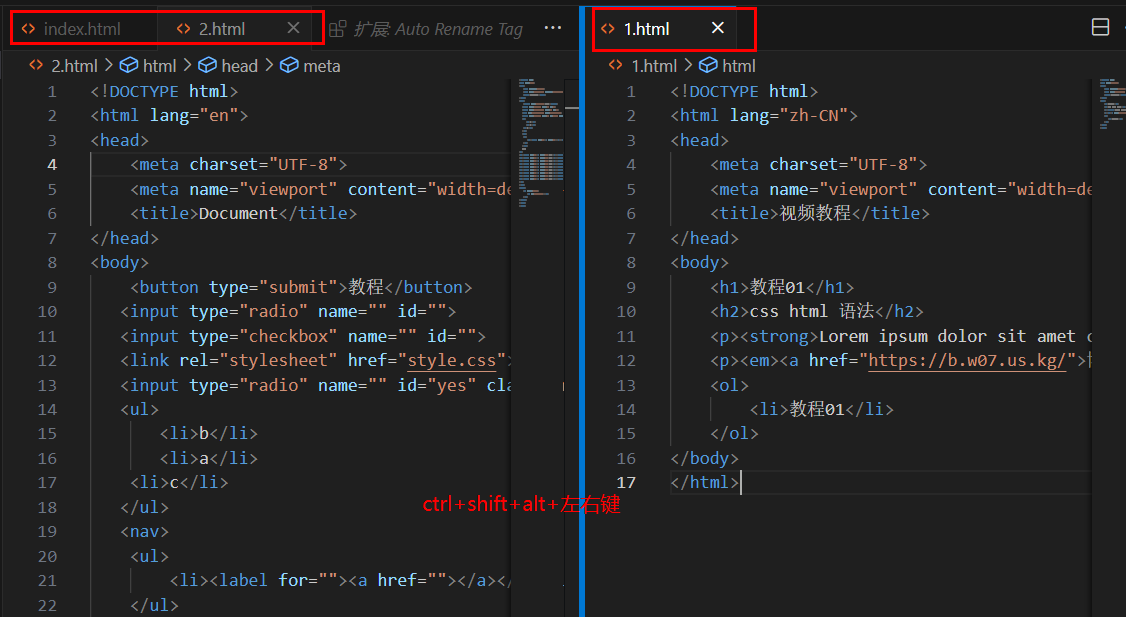 index.html 2.html 扩展: Auto Rename Tag ...
2.html > html > head > meta
1 <!DOCTYPE html>
2 <html lang="en">
3 <head>
4 <meta charset="UTF-8">
5 <meta name="viewport" content="width=de
6 <title>Document</title>
7 </head>
8 <body>
9 <button type="submit">教程</button>
10 <input type="radio" name="" id="">
11 <input type="checkbox" name="" id="">
12 <link rel="stylesheet" href="style.css">
13 <input type="radio" name="" id="yes" cla
14 <ul>
15 <li>b</li>
16 <li>a</li>
17 <li>c</li>
18 </ul>
19 <nav>
20 <ul>
21 <li><label for=""><a href=""></a></
22 </ul>
1.html
1.html > html
1 <!DOCTYPE html>
2 <html lang="zh-CN">
3 <head>
4 <meta charset="UTF-8">
5 <meta name="viewport" content="width=de
6 <title>视频教程</title>
7 </head>
8 <body>
9 <h1>教程01</h1>
10 <h2>css html 语法</h2>
11 <p><strong>Lorem ipsum dolor sit amet c
12 <p><em><a href="https://b.w07.us.kg/">
13 <ol>
14 <li>教程01</li>
15 </ol>
16 </body>
17 </html>
ctrl+shift+alt+左右键